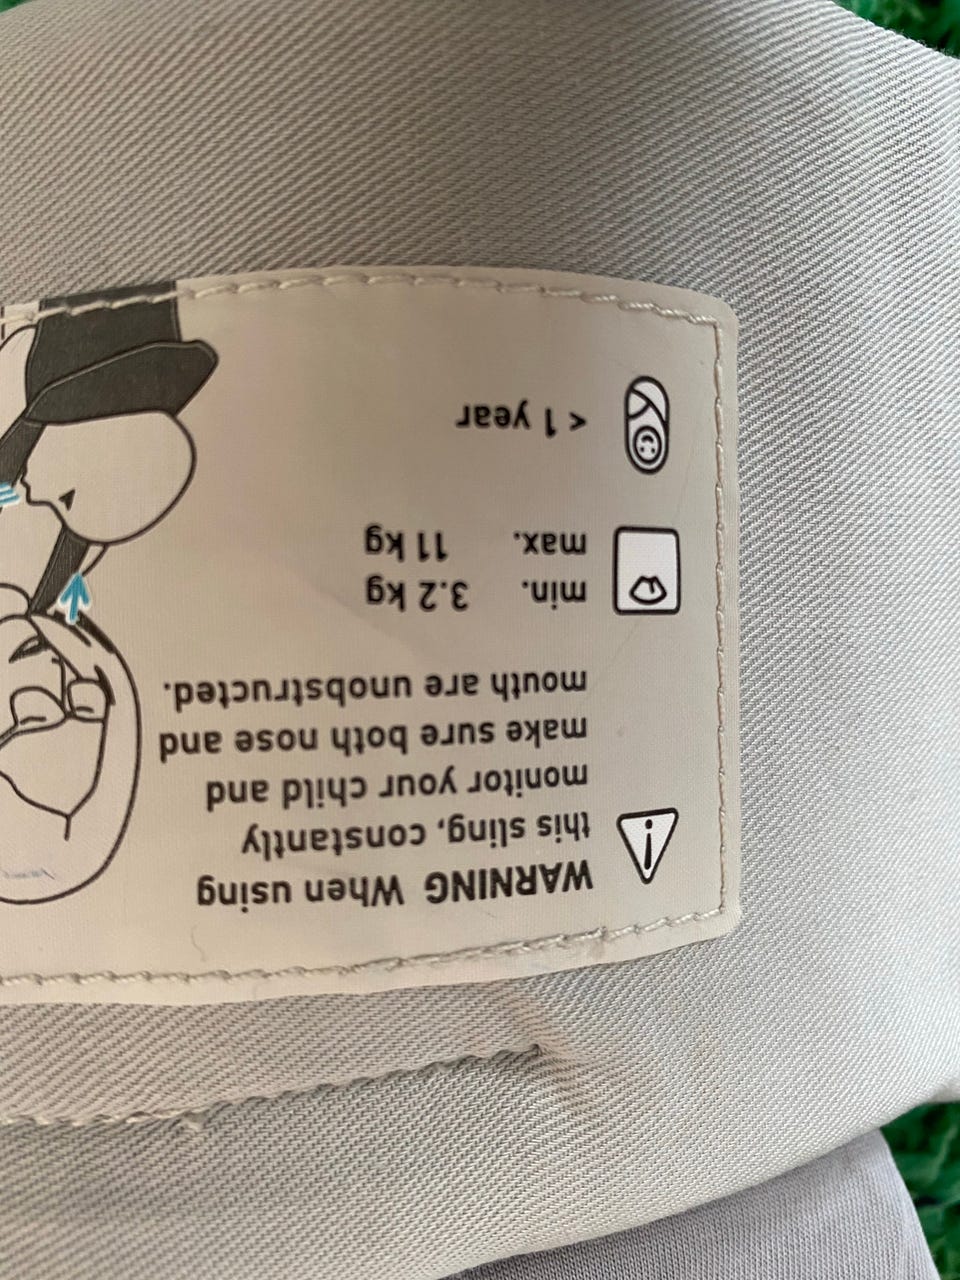 WARNING When using
this sling, constantly
monitor your child and
make sure both nose and
mouth are unobstructed.
min. 3.2 kg
max. 11 kg
< 1 year